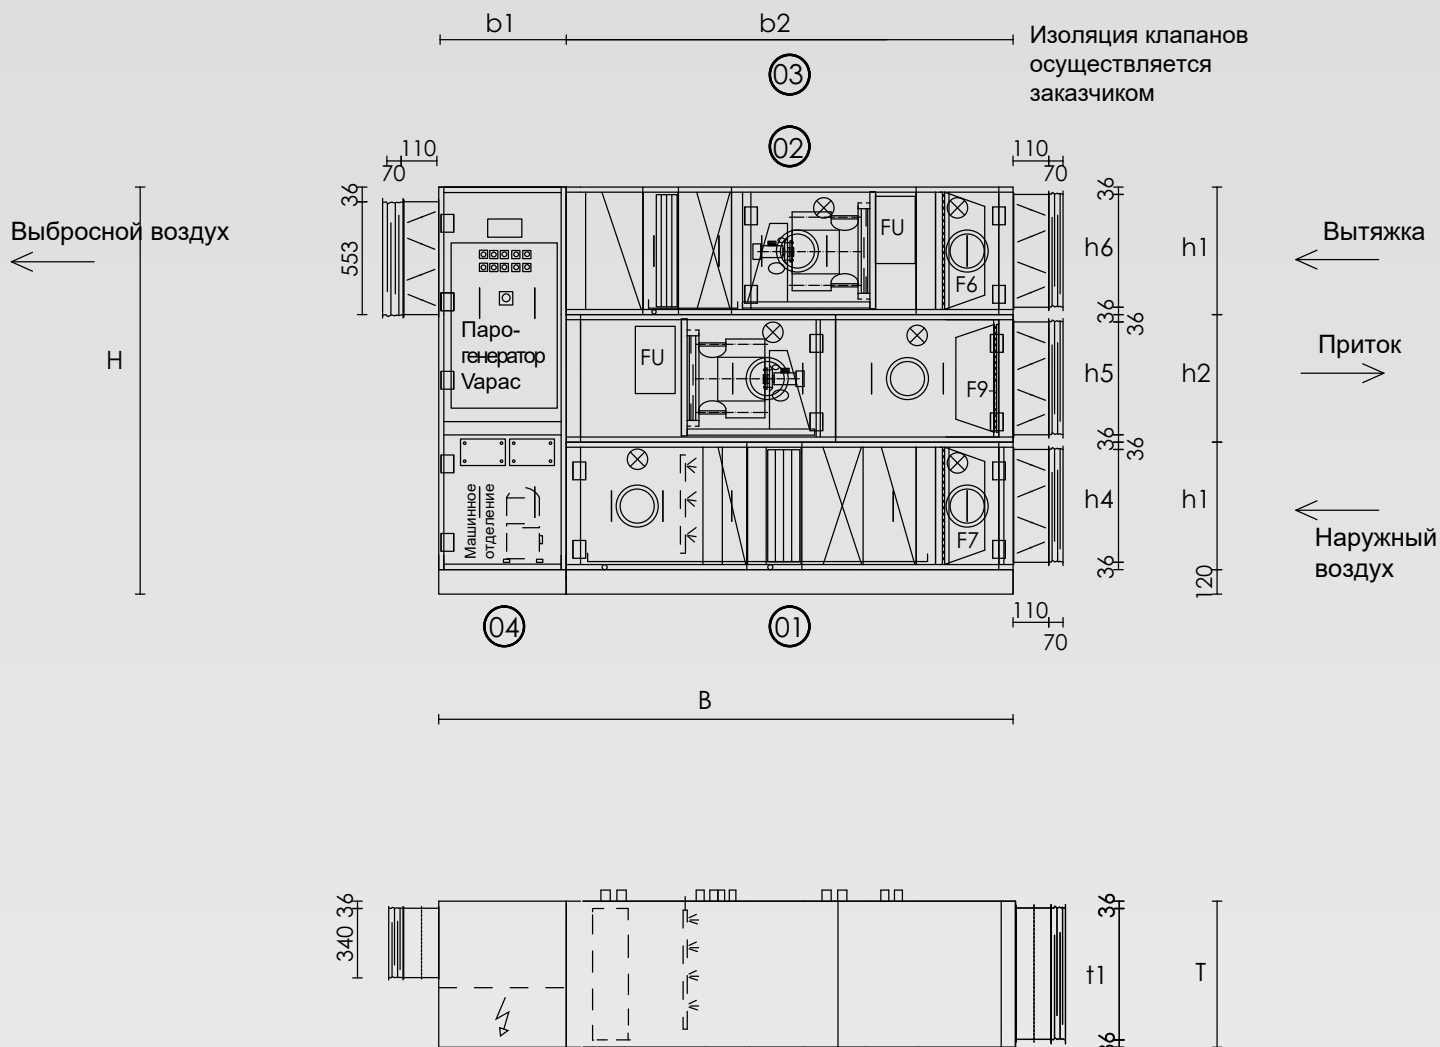 b1
b2
Изоляция клапанов
осуществляется
заказчиком
03
02
110
70
110
70
36
553
36
36
36
36
36
36
36
h6
h5
h4
h1
h2
h1
120
Выбросной воздух
Вытяжка
Приток
Наружный
воздух
H
FU
F6
Паро-
генератор
Vapac
FU
F9
Машинное
отделение
F7
04
01
110
70
B
36
340
36
t1
T
36